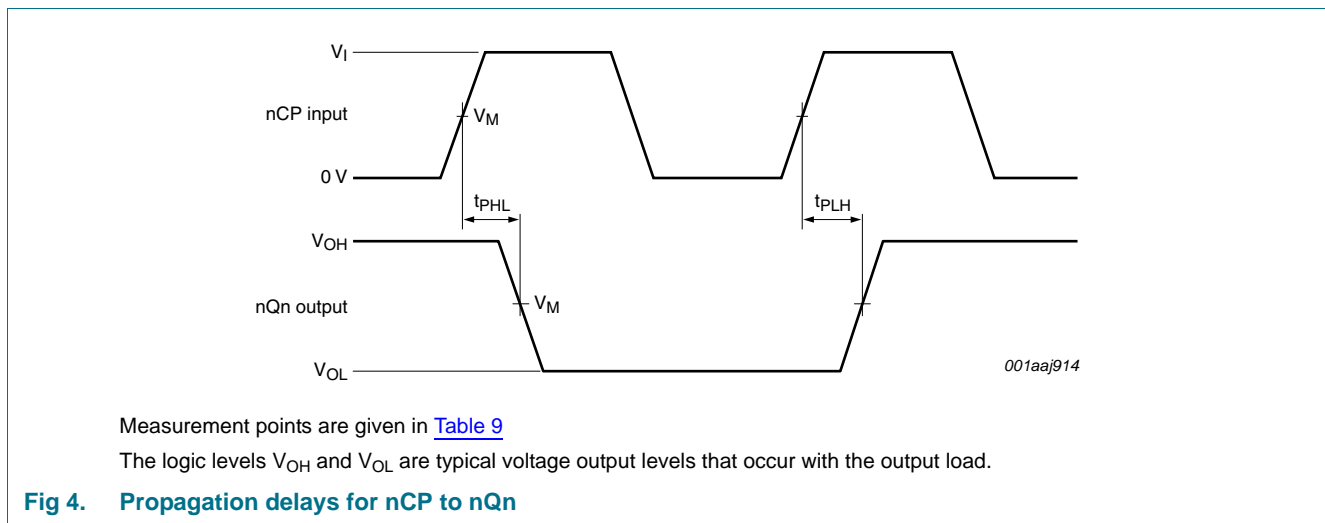 VI
nCP input
VM
0 V
tPHL
tPLH
VOH
nQn output
VM
VOL
001aaj914
Measurement points are given in Table 9
The logic levels VOH and VOL are typical voltage output levels that occur with the output load.
Fig 4. Propagation delays for nCP to nQn